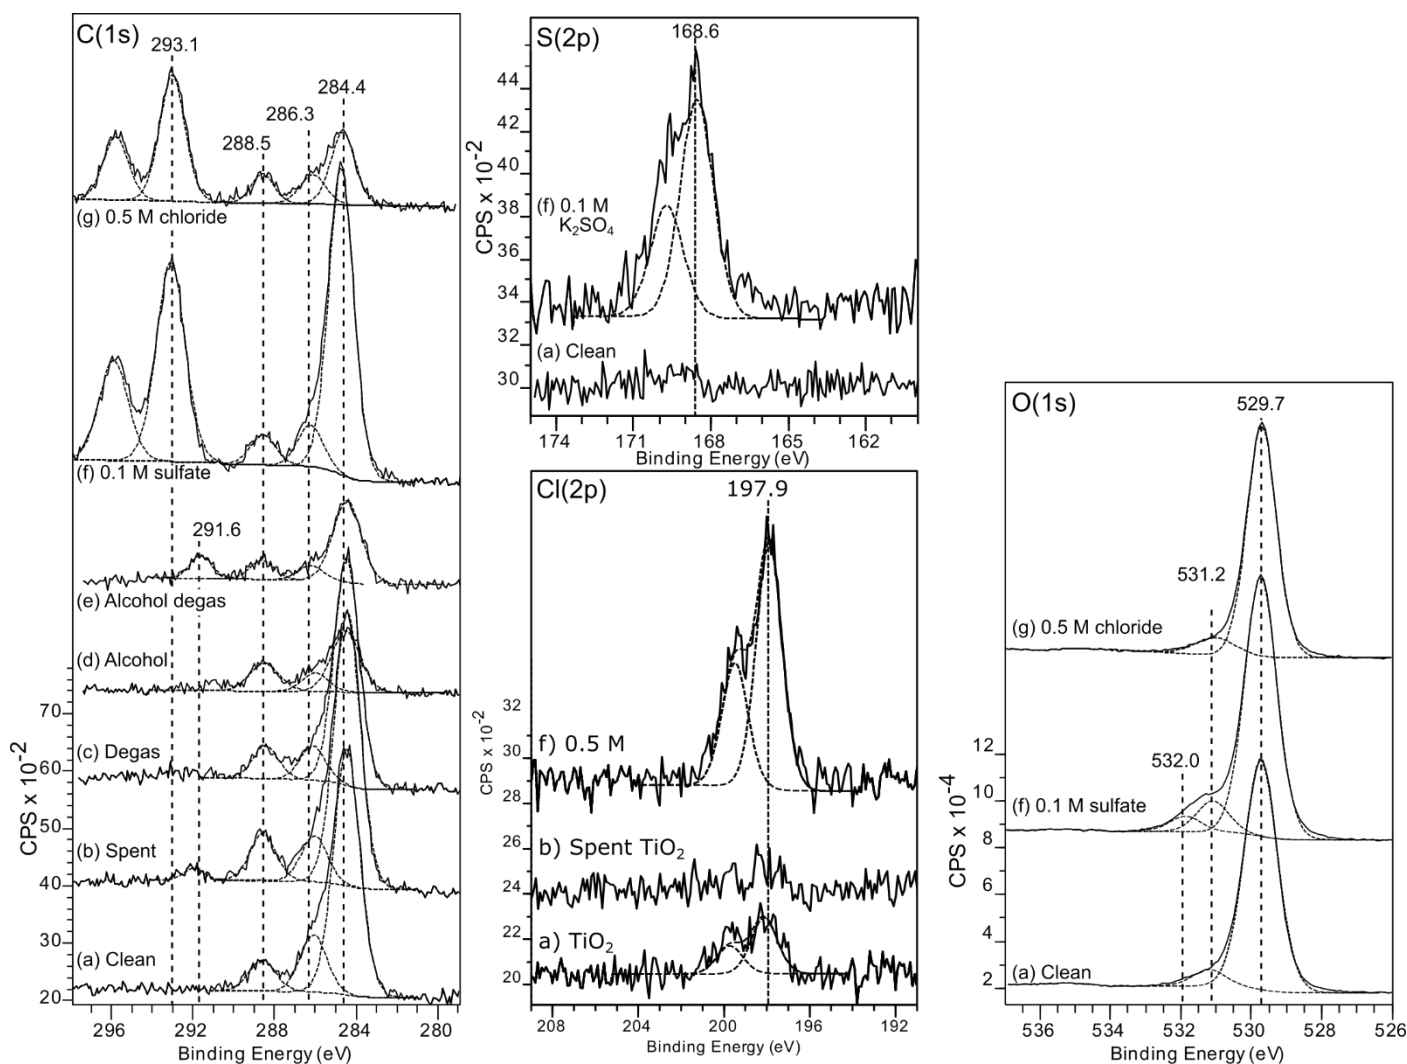 C(1s)
293.1
284.4
286.3
288.5
(g) 0.5 M chloride
(f) 0.1 M sulfate
291.6
(e) Alcohol degas
(d) Alcohol
(c) Degas
(b) Spent
(a) Clean
CPS x 10⁻²
70
60
50
40
30
20
296 292 288 284 280
Binding Energy (eV)
S(2p)
168.6
CPS x 10⁻²
44
42
40
38
36
34
32
30
(f) 0.1 M
K₂SO₄
(a) Clean
174 171 168 165 162
Binding Energy (eV)
Cl(2p)
197.9
CPS x 10⁻²
32
30
28
26
24
22
20
f) 0.5 M
b) Spent TiO₂
a) TiO₂
208 204 200 196 192
Binding Energy (eV)
O(1s)
529.7
531.2
(g) 0.5 M chloride
532.0
(f) 0.1 M sulfate
(a) Clean
CPS x 10⁻⁴
12
10
8
6
4
2
536 534 532 530 528 526
Binding Energy (eV)